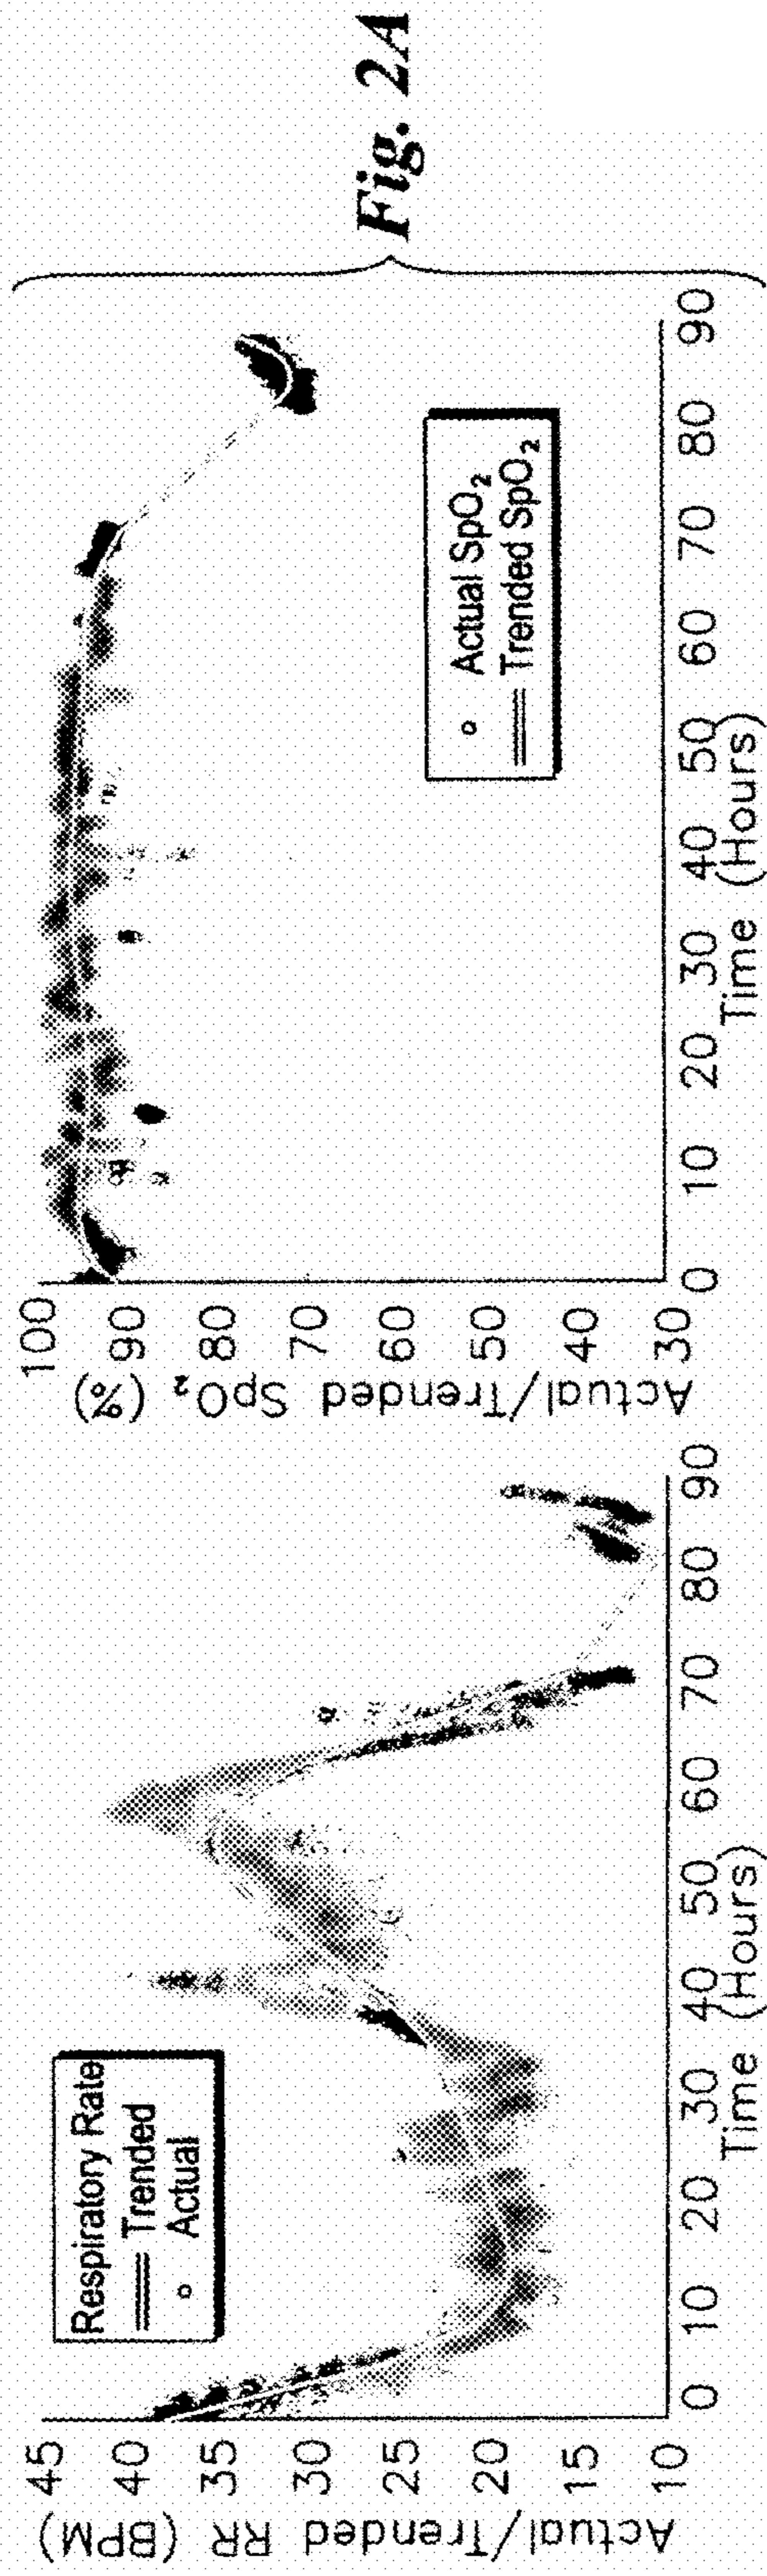 Actual/Trended RR (BPM)
45
40
35
30
25
20
15
10
Respiratory Rate
Trended
Actual
0 10 20 30 40 50 60 70 80 90
Time (Hours)
Actual/Trended SpO₂ (%)
100
90
80
70
60
50
40
30
Actual SpO₂
Trended SpO₂
0 10 20 30 40 50 60 70 80 90
Time (Hours)
Fig. 2A